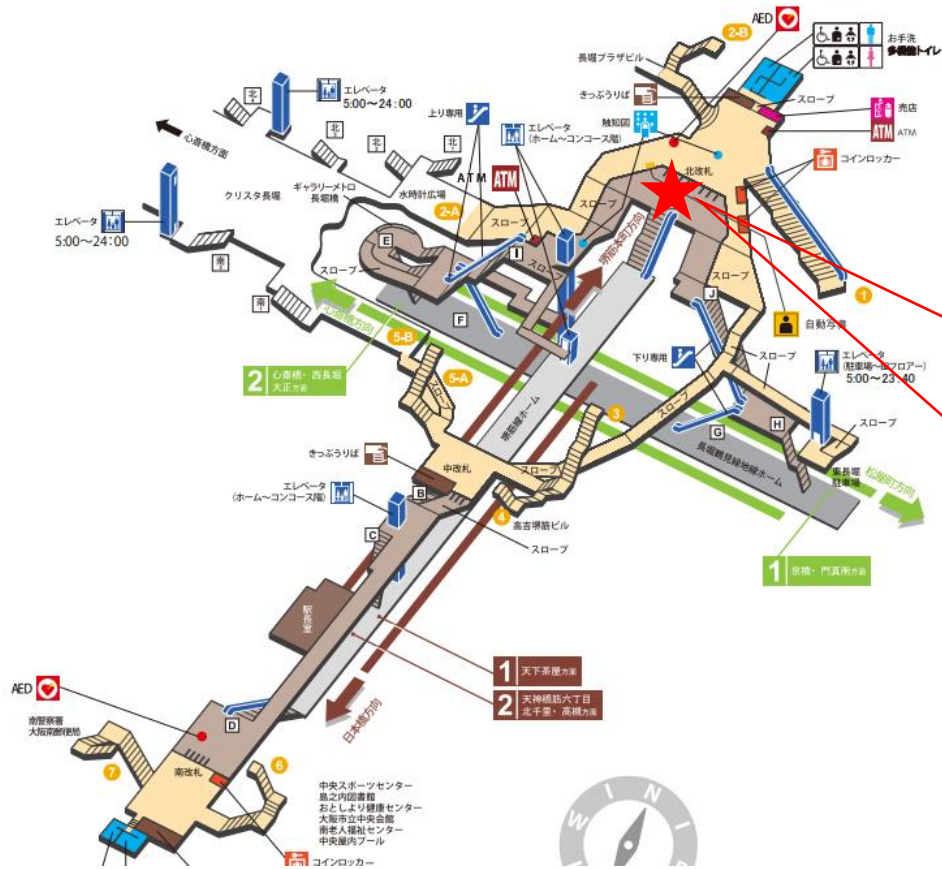 AED
2-B
お手洗
多機能トイレ
長堀プラザビル
スロープ
きっぷうりば
売店
ATM
ATM
触知図
コインロッカー
北改札
北
エレベータ
5:00〜24:00
上り専用
エレベータ
(ホーム〜コンコース階)
心斎橋方面
北
北
北
ATM
ATM
クリスタ長堀
ギャラリーメトロ
長堀橋
水時計広場
2-A
スロープ
スロープ
エレベータ
5:00〜24:00
南
E
I
スロープ
堺筋本町方向
スロープ
スロープ
1
南
心斎橋方向
F
J
自動写真
5-B
下り専用
スロープ
エレベータ
(駐車場〜
フロアー)
5:00〜23:40
2
心斎橋・西長堀
大正方面
5-A
スロープ
堺筋線ホーム
3
G
H
スロープ
長堀鶴見緑地線ホーム
東長堀
駐車場
松屋町方向
きっぷうりば
中改札
スロープ
エレベータ
(ホーム〜コンコース階)
B
4
高吉堺筋ビル
C
スロープ
1
京橋・門真南方面
駅長室
1
天下茶屋方面
2
天神橋筋六丁目
北千里・高槻方面
AED
日本橋方向
D
南警察署
大阪南郵便局
7
南改札
6
中央スポーツセンター
島之内図書館
おとしより健康センター
大阪市立中央会館
南老人福祉センター
中央屋内プール
コインロッカー
W
I
N
I